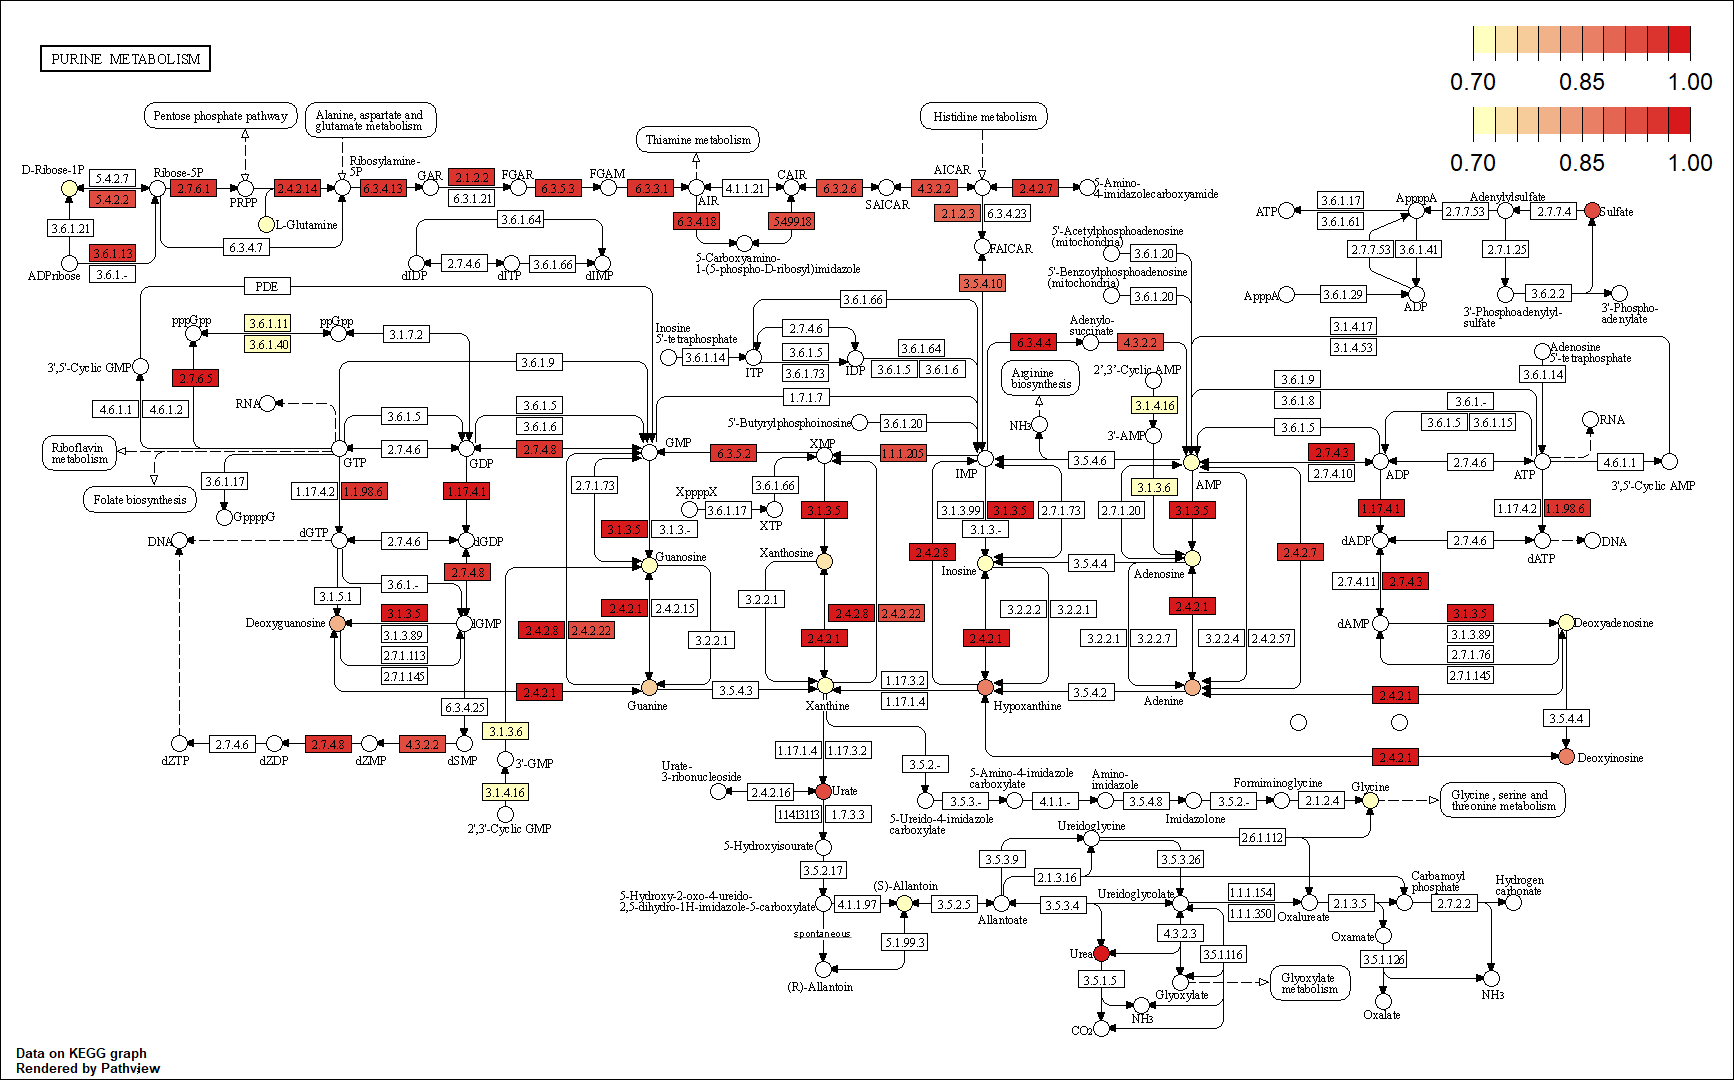 PURINE METABOLISM
0.70 0.85 1.00
0.70 0.85 1.00
Pentose phosphate pathway
Alanine, aspartate and
glutamate metabolism
Thiamine metabolism
Histidine metabolism
D-Ribose-1P
5.4.2.7
5.4.2.2
Ribose-5P
2.7.6.1
PRPP
2.4.2.14
Ribosylamine-
5P
6.3.4.13
GAR
2.1.2.2
6.3.1.21
FGAR
6.3.5.3
FGAM
6.3.3.1
AIR
4.1.1.21
CAIR
6.3.2.6
SAICAR
4.3.2.2
AICAR
2.4.2.7
5-Amino-
4-imidazolecarboxyamide
L-Glutamine
3.6.1.21
3.6.1.13
3.6.1.-
ADPribose
6.3.4.7
3.6.1.64
dIDP
2.7.4.6
dITP
3.6.1.66
dIMP
6.3.4.18
5.4.99.18
5-Carboxyamino-
1-(5-phospho-D-ribosyl)imidazole
2.1.2.3
6.3.4.23
FAICAR
3.5.4.10
5'-Acetylphosphoadenosine
(mitochondria)
3.6.1.20
5'-Benzoylphosphoadenosine
(mitochondria)
3.6.1.20
ATP
3.6.1.17
3.6.1.61
AppppA
2.7.7.53
Adenylylsulfate
2.7.7.4
Sulfate
2.7.7.53
3.6.1.41
2.7.1.25
ApppA
3.6.1.29
ADP
3'-Phosphoadenylyl-
sulfate
3.6.2.2
3'-Phospho-
adenylate
PDE
pppGpp
3.6.1.11
3.6.1.40
ppGpp
3.1.7.2
3',5'-Cyclic GMP
2.7.6.5
3.6.1.9
4.6.1.1
4.6.1.2
RNA
3.6.1.5
3.6.1.5
3.6.1.6
Inosine
5'-tetraphosphate
3.6.1.14
ITP
3.6.1.66
2.7.4.6
3.6.1.5
3.6.1.73
IDP
3.6.1.64
3.6.1.5
3.6.1.6
1.7.1.7
6.3.4.4
Adenylo-
succinate
4.3.2.2
Arginine
biosynthesis
NH3
2',3'-Cyclic AMP
3.1.4.16
3'-AMP
3.1.3.6
3.1.4.17
3.1.4.53
Adenosine
5'-tetraphosphate
3.6.1.14
3.6.1.9
3.6.1.8
3.6.1.5
3.6.1.-
3.6.1.5
3.6.1.15
RNA
4.6.1.1
3',5'-Cyclic AMP
Riboflavin
metabolism
Folate biosynthesis
3.6.1.17
GppppG
GTP
2.7.4.6
GDP
2.7.4.8
GMP
6.3.5.2
XMP
1.1.1.205
IMP
3.5.4.6
AMP
2.7.4.3
2.7.4.10
ADP
2.7.4.6
ATP
5'-Butyrylphosphoinosine
3.6.1.20
1.17.4.2
1.1.98.6
1.17.4.1
2.7.1.73
3.1.3.5
3.1.3.-
XppppX
3.6.1.17
3.6.1.66
XTP
3.1.3.5
3.1.3.99
3.1.3.5
3.1.3.-
2.7.1.73
2.7.1.20
3.1.3.5
1.17.4.1
1.17.4.2
1.1.98.6
DNA
dGTP
2.7.4.6
dGDP
Guanosine
Xanthosine
2.4.2.8
Inosine
3.5.4.4
Adenosine
2.4.2.7
dADP
2.7.4.6
dATP
DNA
3.6.1.-
2.7.4.8
3.1.5.1
Deoxyguanosine
3.1.3.5
3.1.3.89
2.7.1.113
2.7.1.145
dGMP
2.4.2.8
2.4.2.22
2.4.2.1
2.4.2.15
3.2.2.1
3.2.2.1
2.4.2.8
2.4.2.22
2.4.2.1
2.4.2.1
3.2.2.2
3.2.2.1
2.4.2.1
3.2.2.1
3.2.2.7
3.2.2.4
2.4.2.57
2.7.4.11
2.7.4.3
dAMP
3.1.3.5
3.1.3.89
2.7.1.76
2.7.1.145
Deoxyadenosine
2.4.2.1
Guanine
3.5.4.3
Xanthine
1.17.3.2
1.17.1.4
Hypoxanthine
3.5.4.2
Adenine
2.4.2.1
3.5.4.4
2.4.2.1
Deoxyinosine
6.3.4.25
dZTP
2.7.4.6
dZDP
2.7.4.8
dZMP
4.3.2.2
dSMP
3.1.3.6
3'-GMP
3.1.4.16
2',3'-Cyclic GMP
1.17.1.4
1.17.3.2
Urate-
3-ribonucleoside
2.4.2.16
Urate
1.14.13.113
1.7.3.3
5-Hydroxyisourate
3.5.2.17
3.5.2.-
5-Ureido-4-imidazole
carboxylate
3.5.3.-
5-Amino-4-imidazole
carboxylate
4.1.1.-
Amino-
imidazole
3.5.4.8
Imidazolone
3.5.2.-
Formiminoglycine
2.1.2.4
Glycine
Glycine, serine and
threonine metabolism
5-Hydroxy-2-oxo-4-ureido-
2,5-dihydro-1H-imidazole-5-carboxylate
4.1.1.97
(S)-Allantoin
3.5.2.5
Allantoate
3.5.3.9
Ureidoglycine
2.1.3.16
3.5.3.26
2.6.1.112
3.5.3.4
Ureidoglycolate
1.1.1.154
1.1.1.350
Oxalureate
2.1.3.5
Carbamoyl
phosphate
2.7.2.2
Hydrogen
carbonate
spontaneous
5.1.99.3
(R)-Allantoin
Urea
3.5.1.5
4.3.2.3
3.5.1.116
Glyoxylate
Glyoxylate
metabolism
Oxamate
3.5.1.126
Oxalate
NH3
NH3
CO2
Data on KEGG graph
Rendered by Pathview